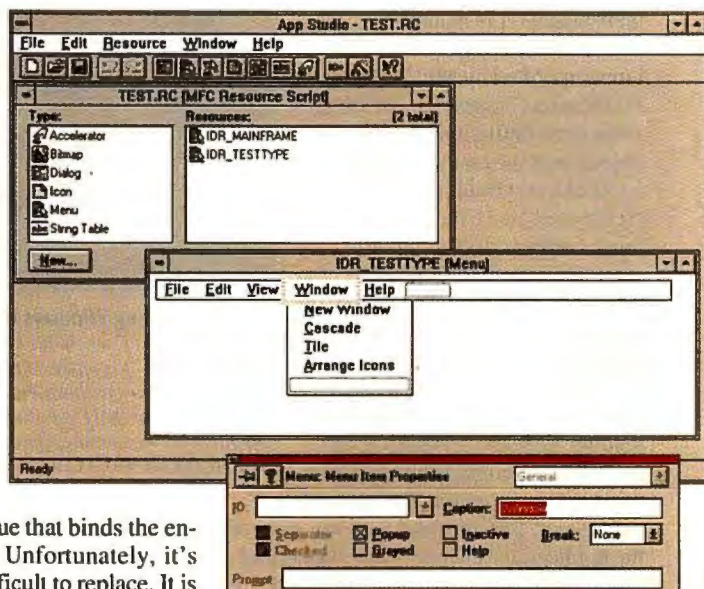 App Studio - TEST.RC
File Edit Resource Window Help
TEST.RC [MFC Resource Script]
Type:
Resources:
[2 total]
Accelerator
Bitmap
Dialog
Icon
Menu
abc String Table
IDR_MAINFRAME
IDR_TESTTYPE
New...
IDR_TESTTYPE [Menu]
File Edit View Window Help
New Window
Cascade
Tile
Arrange Icons
Ready
Menu: Menu Item Properties
General
ID:
Caption:
Separator
Popup
Inactive
Break:
None
Checked
Grayed
Help
Prompt:
ue that binds the en-
Unfortunately, it's
ficult to replace. It is